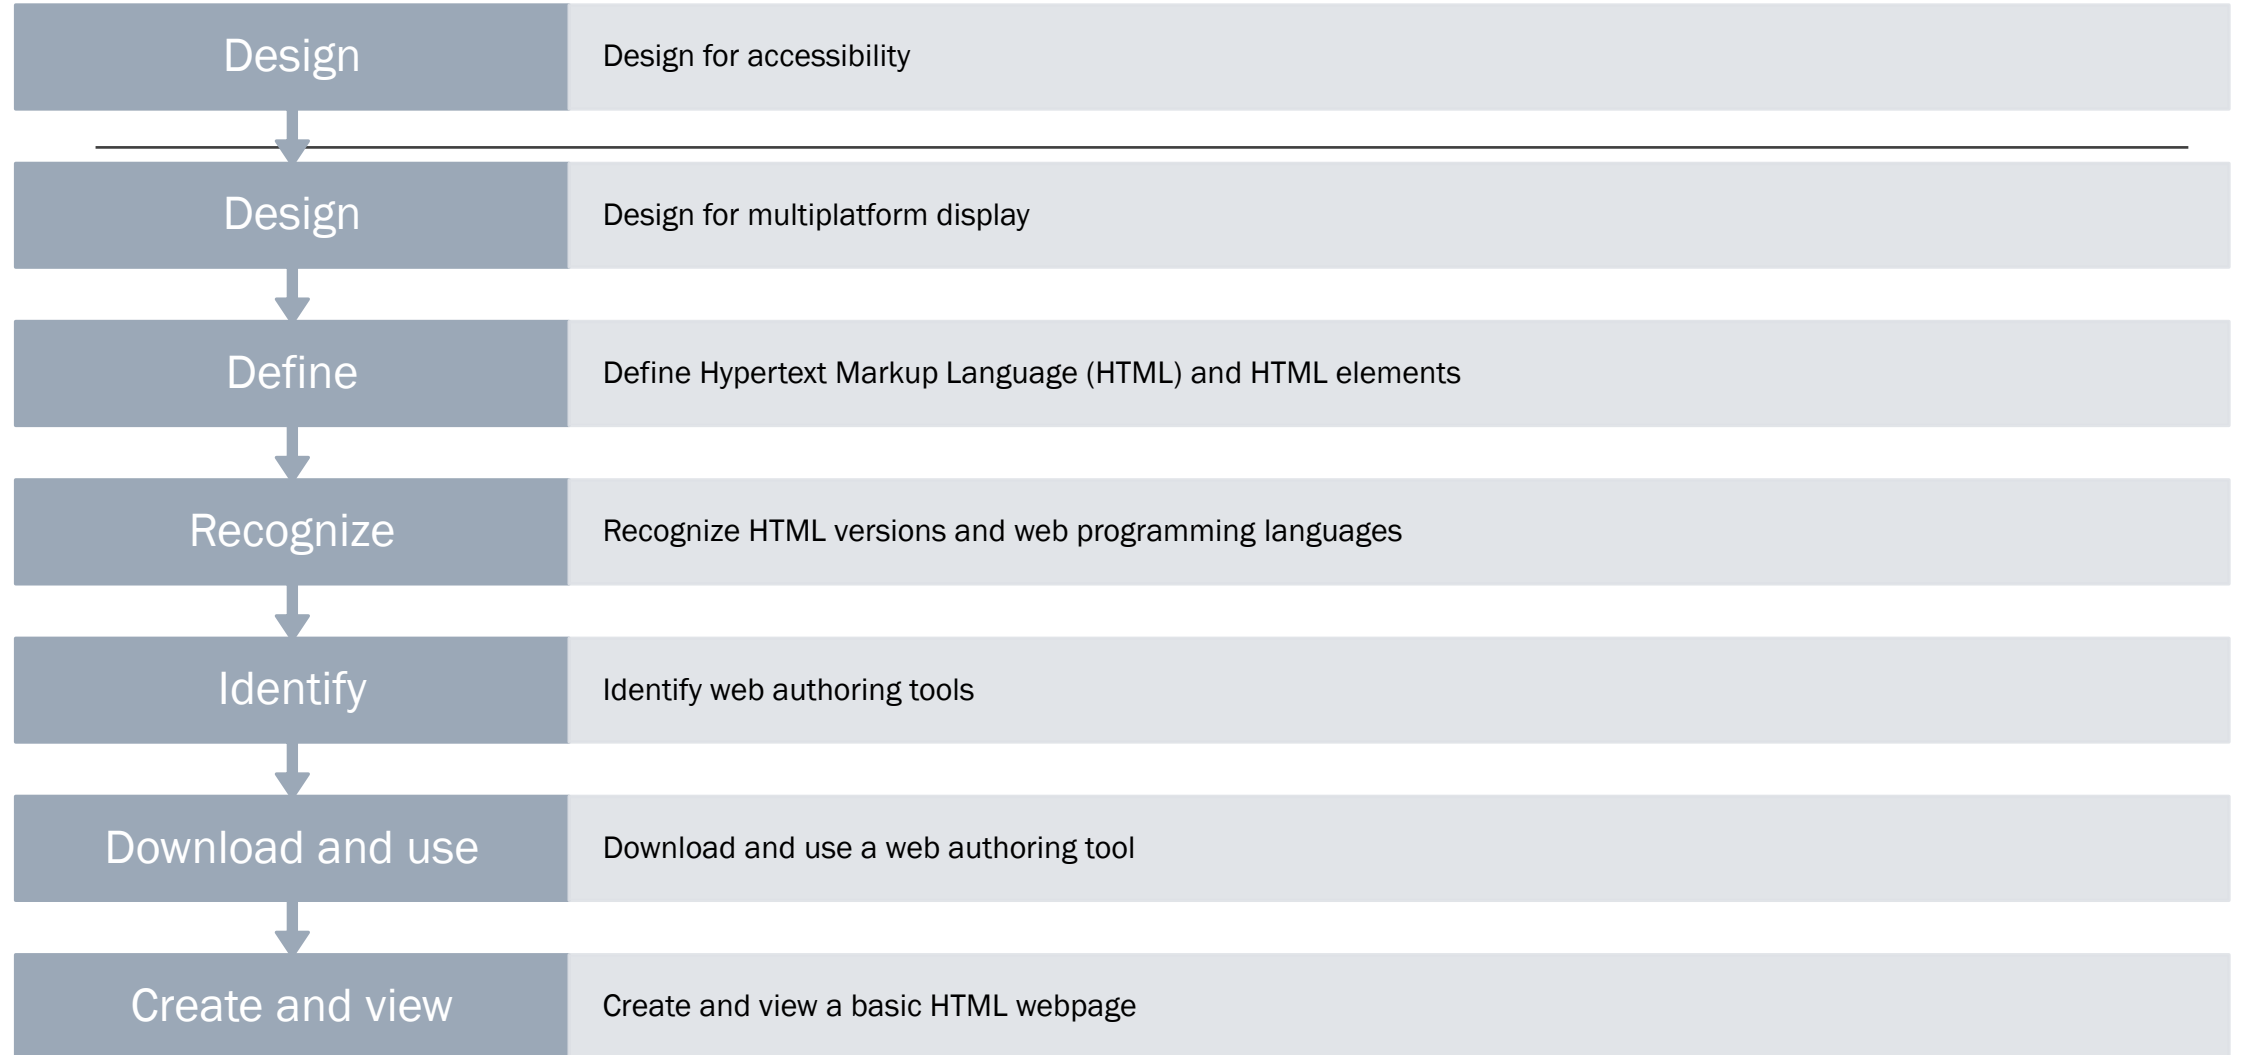 Design
Design for accessibility
Design
Design for multiplatform display
Define
Define Hypertext Markup Language (HTML) and HTML elements
Recognize
Recognize HTML versions and web programming languages
Identify
Identify web authoring tools
Download and use
Download and use a web authoring tool
Create and view
Create and view a basic HTML webpage